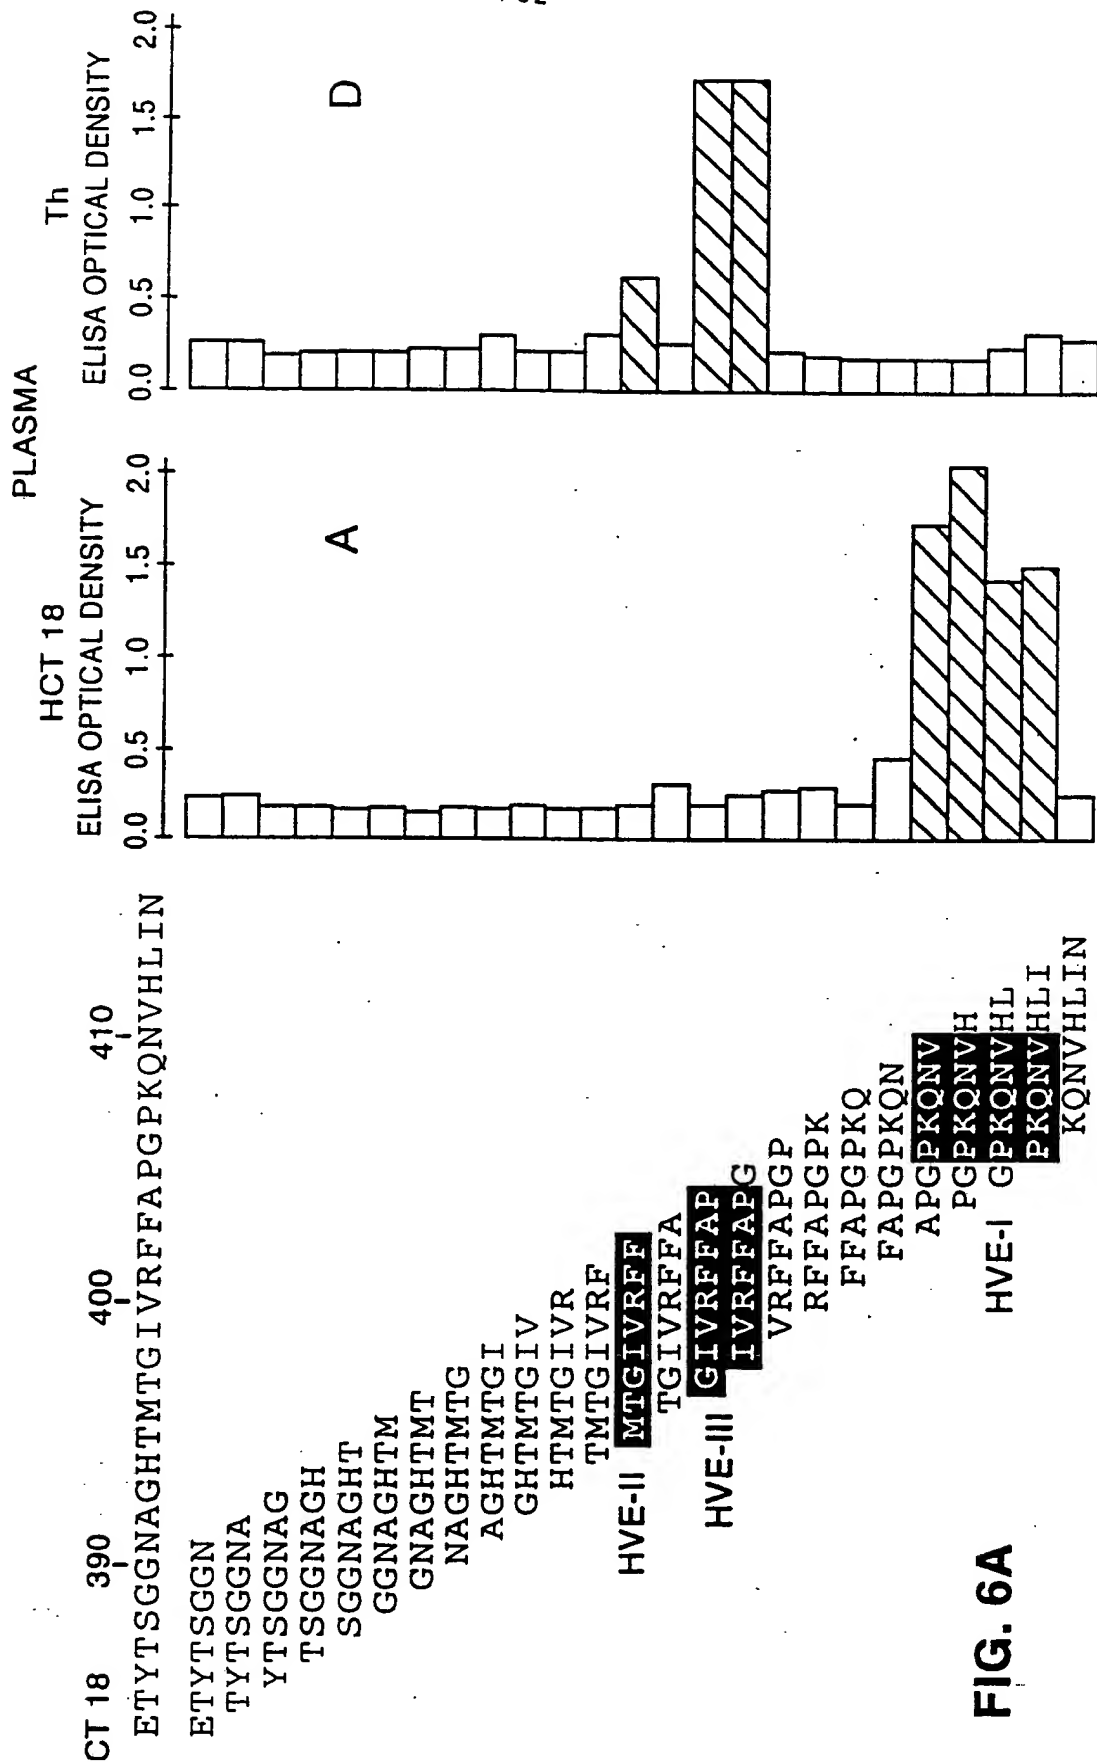 PLASMA
HCT 18
ELISA OPTICAL DENSITY
0.0 0.5 1.0 1.5 2.0
A
Th
ELISA OPTICAL DENSITY
0.0 0.5 1.0 1.5 2.0
D
CT 18
390 400 410
ETYTSGGNAGHTMTGIVRFFAPGPKQNVHLIN
ETYTSGGN
TYTSGGNA
YTSGGNAG
TSGGNAGH
SGGNAGHT
GGNAGHTM
GNAGHTMT
NAGHTMTG
AGHTMTGI
GHTMTGIV
HTMTGIVR
TMTGIVRF
HVE-II MTGIVRFF
TGIVRFFA
HVE-III GIVRFFAP
IVRFFAPG
VRFFAPGP
RFFAPGPK
FFAPGPKQ
FAPGPKQN
APGPKQNV
PGPKQNVH
HVE-I GPKQNVHL
PKQNVHLI
KQNVHLIN
FIG. 6A